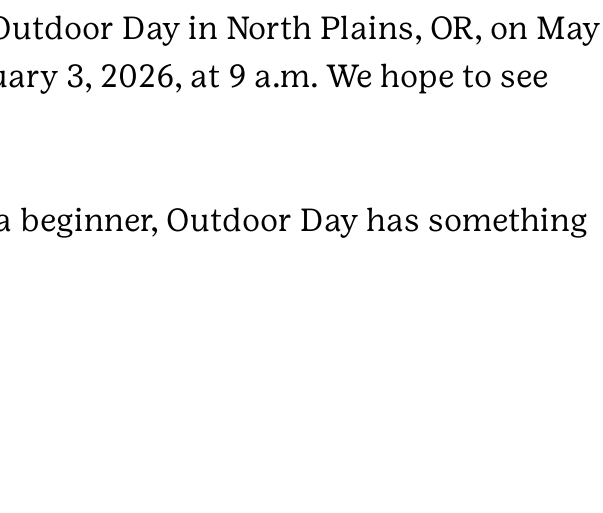 Outdoor Day in North Plains, OR, on May
3, 2026, at 9 a.m. We hope to see
a beginner, Outdoor Day has something